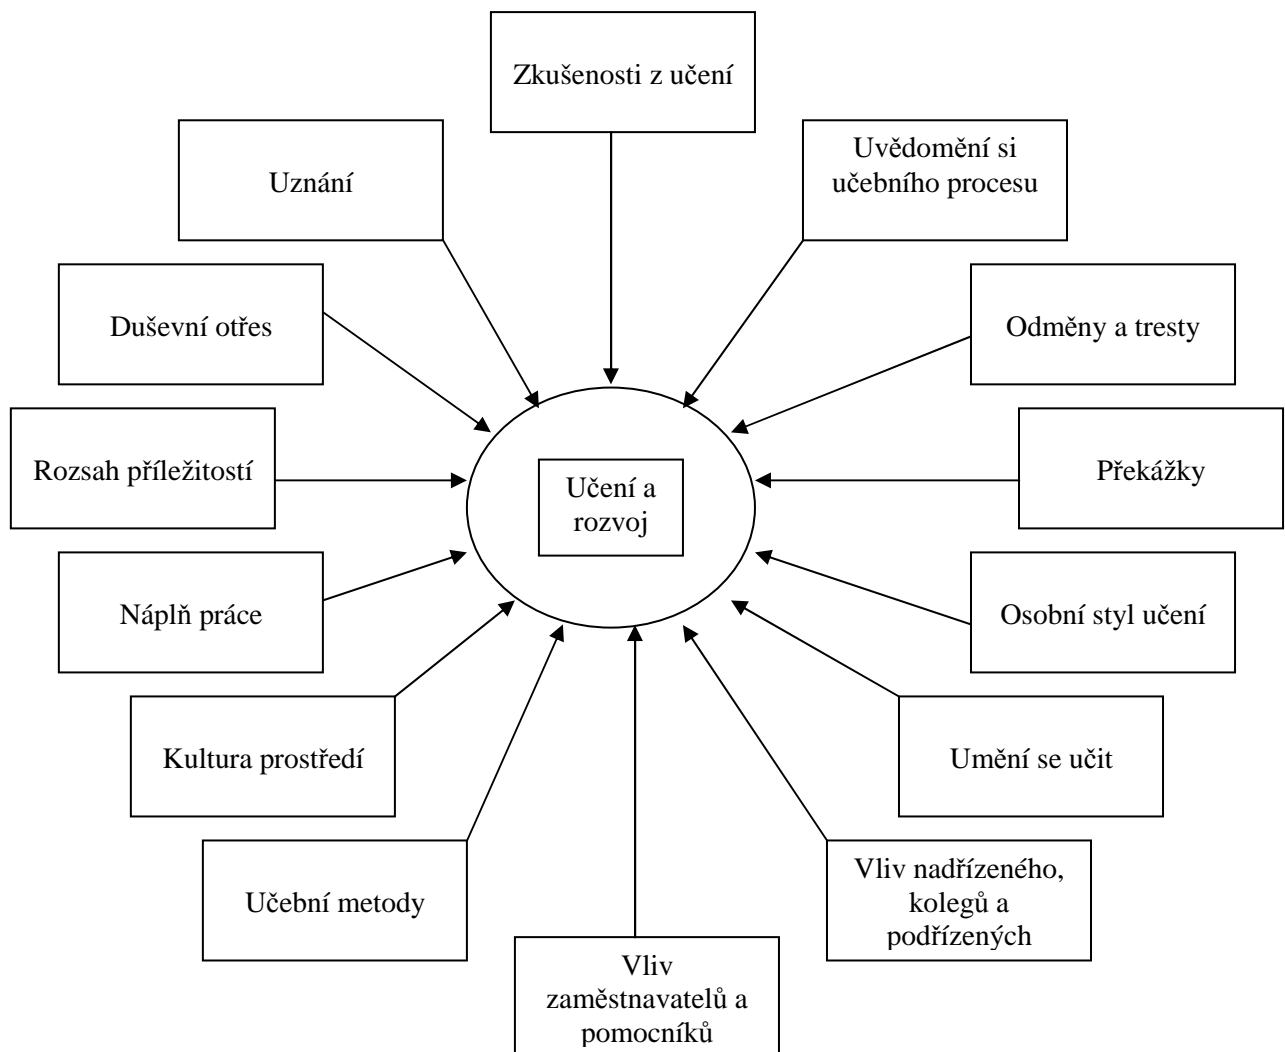 Zkušenosti z učení
Uvědomění si
učebního procesu
Uznání
Duševní otřes
Odměny a tresty
Rozsah příležitostí
Učení a
rozvoj
Překážky
Náplň práce
Osobní styl učení
Kultura prostředí
Umění se učit
Učební metody
Vliv nadřízeného,
kolegů a
podřízených
Vliv
zaměstnavatelů a
pomocníků